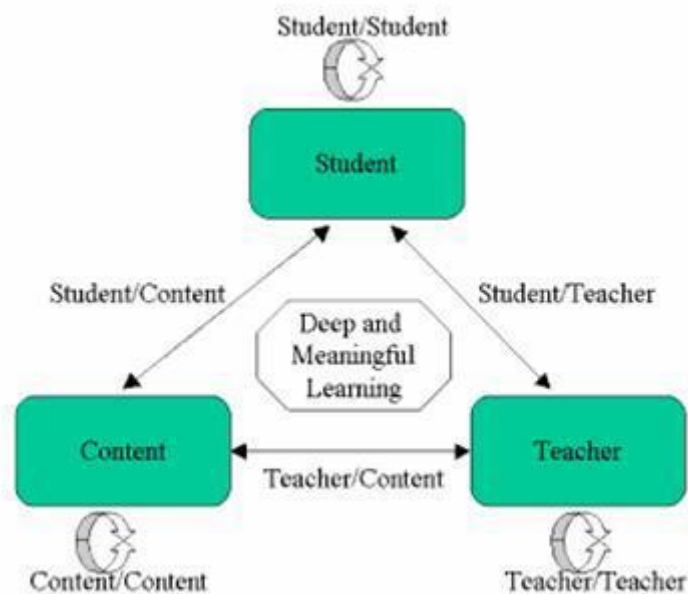 Student/Student
Student
Student/Content
Student/Teacher
Deep and
Meaningful
Learning
Content
Teacher
Teacher/Content
Content/Content
Teacher/Teacher